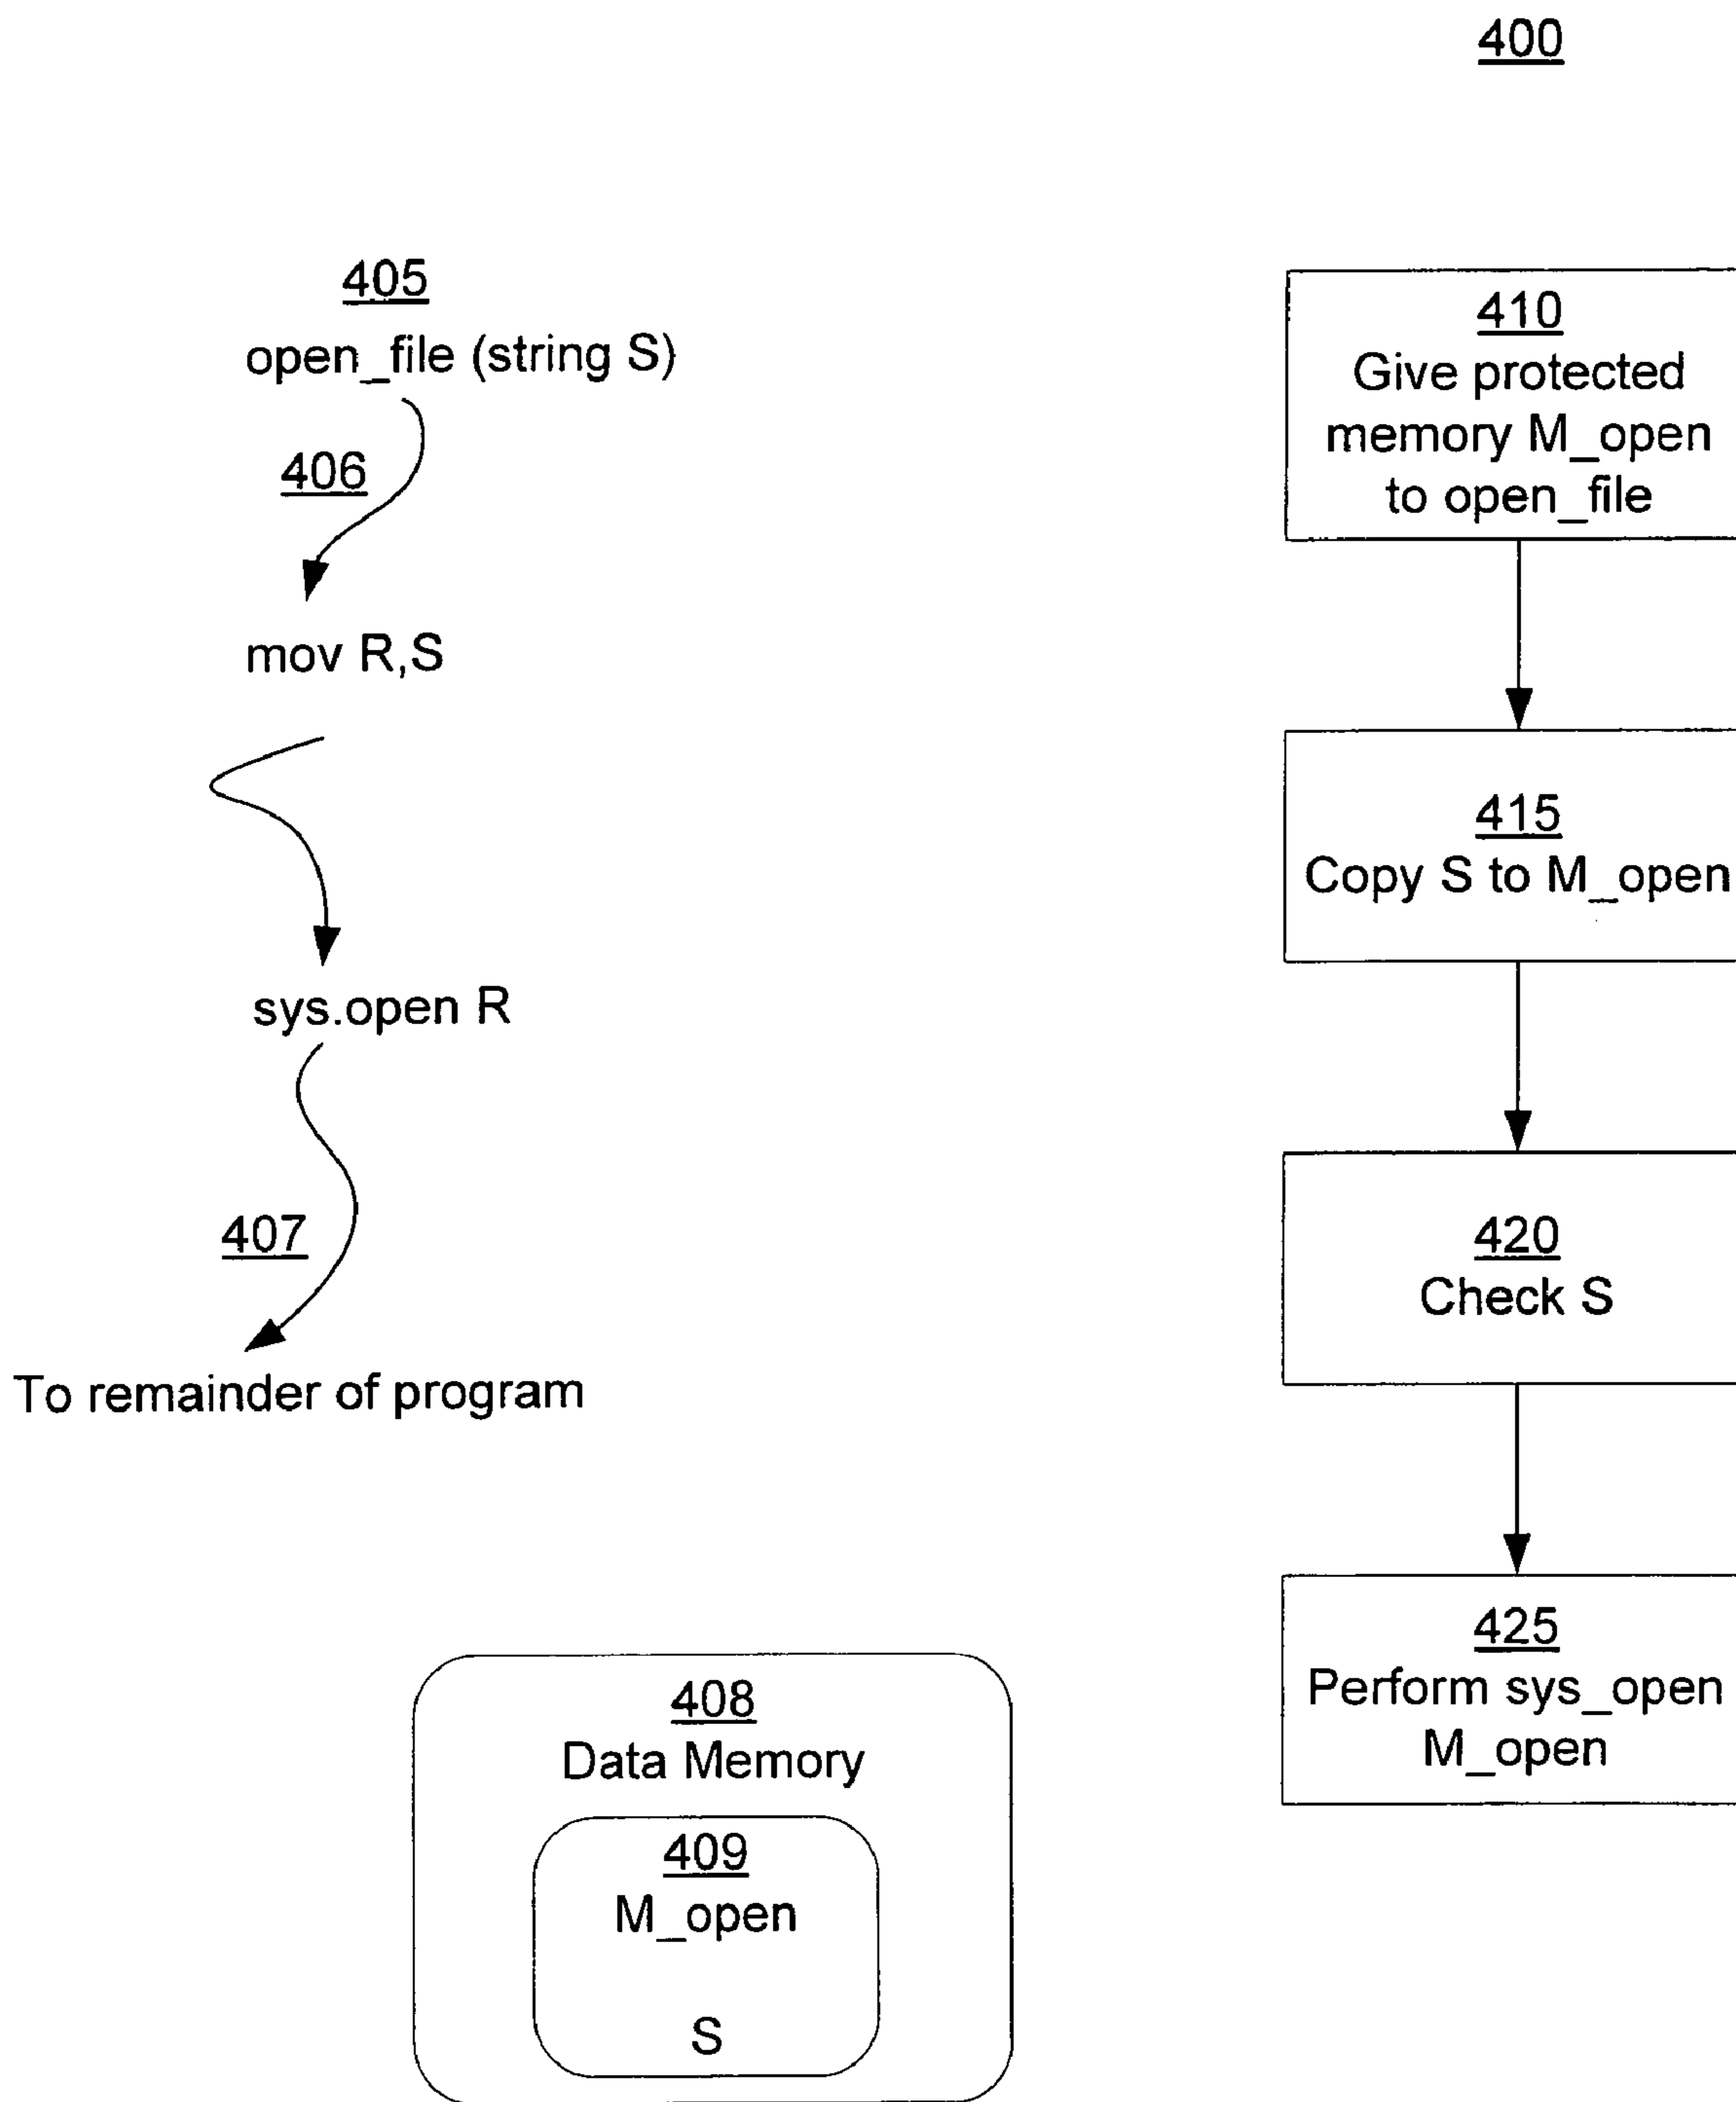 400
405
open_file (string S)
406
mov R,S
sys.open R
407
To remainder of program
408
Data Memory
409
M_open
S
410
Give protected
memory M_open
to open_file
415
Copy S to M_open
420
Check S
425
Perform sys_open
M_open